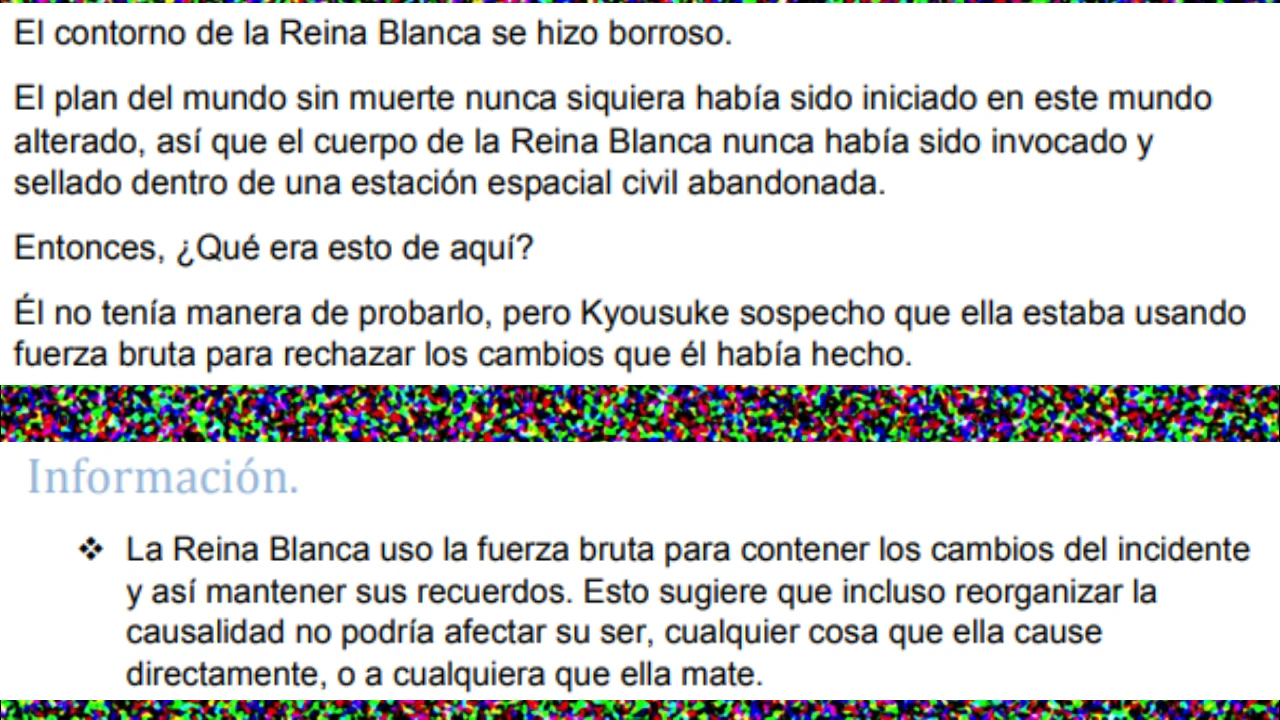 El contorno de la Reina Blanca se hizo borroso.
El plan del mundo sin muerte nunca siquiera había sido iniciado en este mundo
alterado, así que el cuerpo de la Reina Blanca nunca había sido invocado y
sellado dentro de una estación espacial civil abandonada.
Entonces, ¿Qué era esto de aquí?
Él no tenía manera de probarlo, pero Kyousuke sospecho que ella estaba usando
fuerza bruta para rechazar los cambios que él había hecho.
Información.
❖ La Reina Blanca uso la fuerza bruta para contener los cambios del incidente
y así mantener sus recuerdos. Esto sugiere que incluso reorganizar la
causalidad no podría afectar su ser, cualquier cosa que ella cause
directamente, o a cualquiera que ella mate.